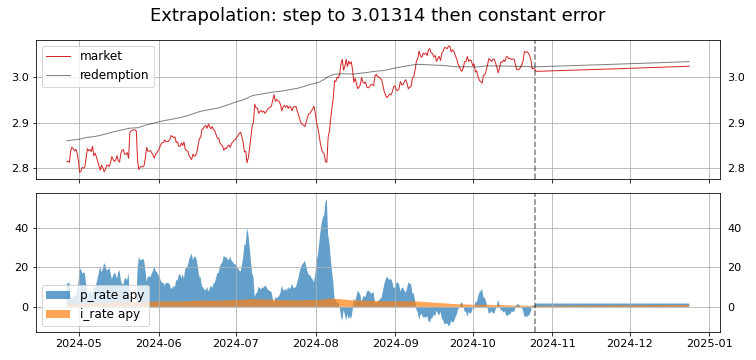 Extrapolation: step to 3.01314 then constant error
market
redemption
3.0
2.9
2.8
3.0
2.9
2.8
p_rate apy
i_rate apy
40
20
0
40
20
0
2024-05 2024-06 2024-07 2024-08 2024-09 2024-10 2024-11 2024-12 2025-01